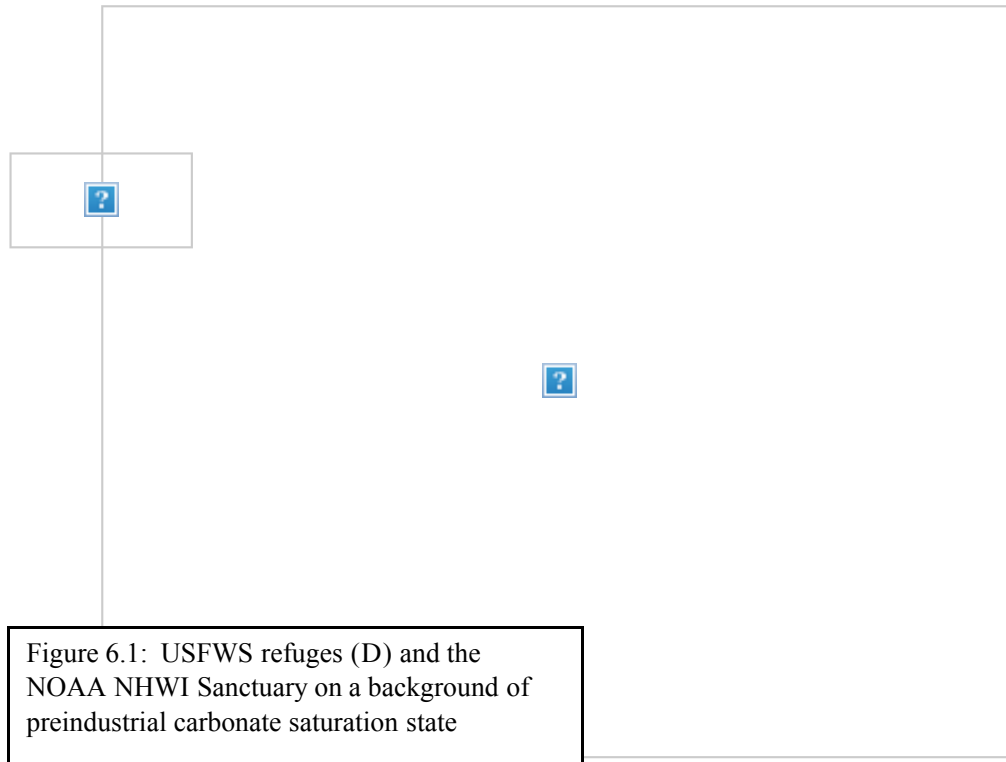 Figure 6.1: USFWS refuges (D) and the
NOAA NHWI Sanctuary on a background of
preindustrial carbonate saturation state